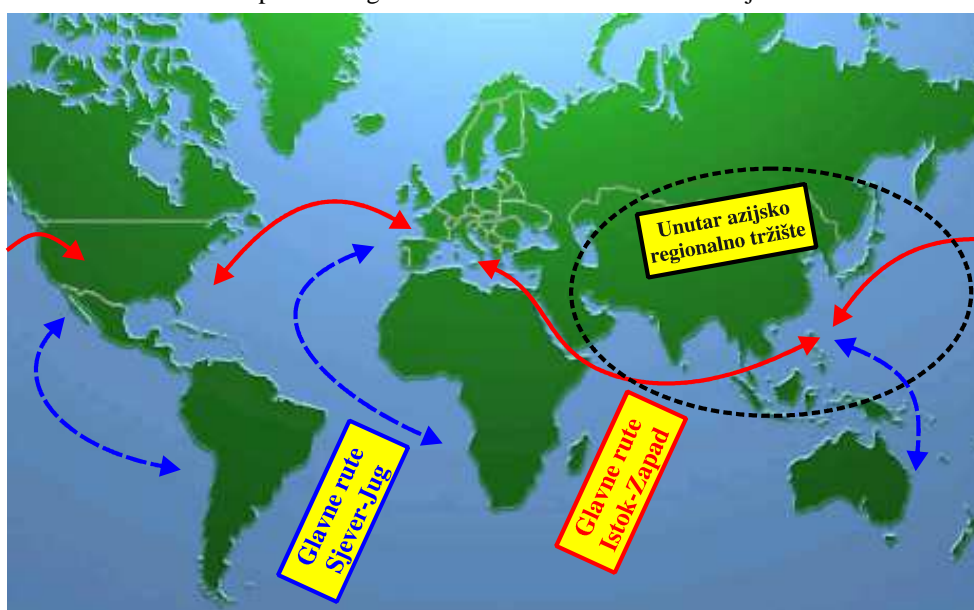 Unutar azijsko
regionalno tržište
Glavne rute
Sjever-Jug
Glavne rute
Istok-Zapad